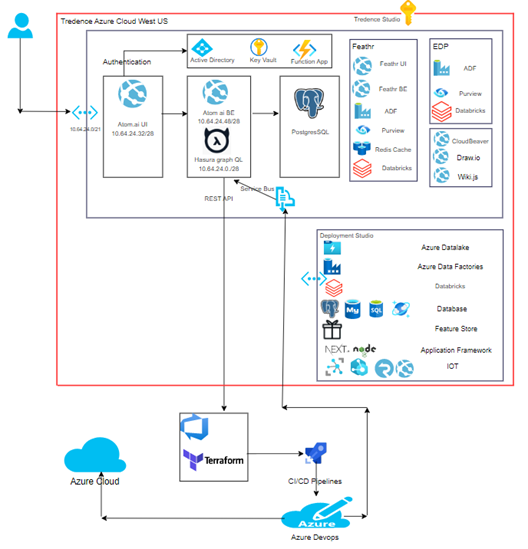 Tredence Azure Cloud West US
Tredence Studio
Authentication
Active Directory
Key Vault
Function App
Feathr
Feathr UI
Feathr BE
ADF
Purview
Redis Cache
Databricks
EDP
ADF
Purview
Databricks
CloudBeaver
Draw.io
Wiki.js
10.64.24.0/21
Atom.ai UI
10.64.24.32/28
Atom.ai BE
10.64.24.48/28
Hasura graph QL
10.64.24.0./28
PostgresSQL
Service Bus
REST API
Deployment Studio
Azure Datalake
Azure Data Factories
Databricks
My
SQL
Database
Feature Store
NEXT.
node
Application Framework
IOT
Terraform
CI/CD Pipelines
Azure Cloud
Azure
Azure Devops